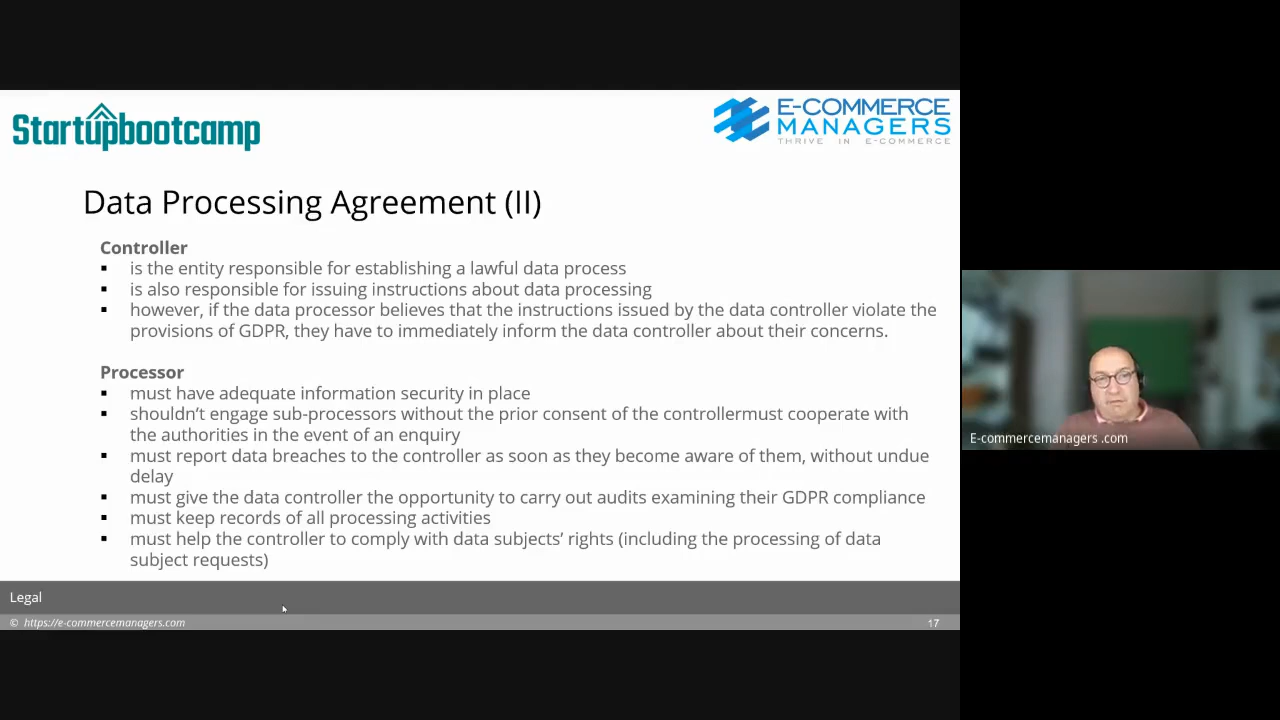 Startupbootcamp
E-COMMERCE
MANAGERS
THRIVE IN E-COMMERCE
Data Processing Agreement (II)
Controller
▪ is the entity responsible for establishing a lawful data process
▪ is also responsible for issuing instructions about data processing
▪ however, if the data processor believes that the instructions issued by the data controller violate the
provisions of GDPR, they have to immediately inform the data controller about their concerns.
Processor
▪ must have adequate information security in place
▪ shouldn’t engage sub-processors without the prior consent of the controllermust cooperate with
the authorities in the event of an enquiry
▪ must report data breaches to the controller as soon as they become aware of them, without undue
delay
▪ must give the data controller the opportunity to carry out audits examining their GDPR compliance
▪ must keep records of all processing activities
▪ must help the controller to comply with data subjects’ rights (including the processing of data
subject requests)
E-commercemanagers .com
Legal
© https://e-commercemanagers.com
17